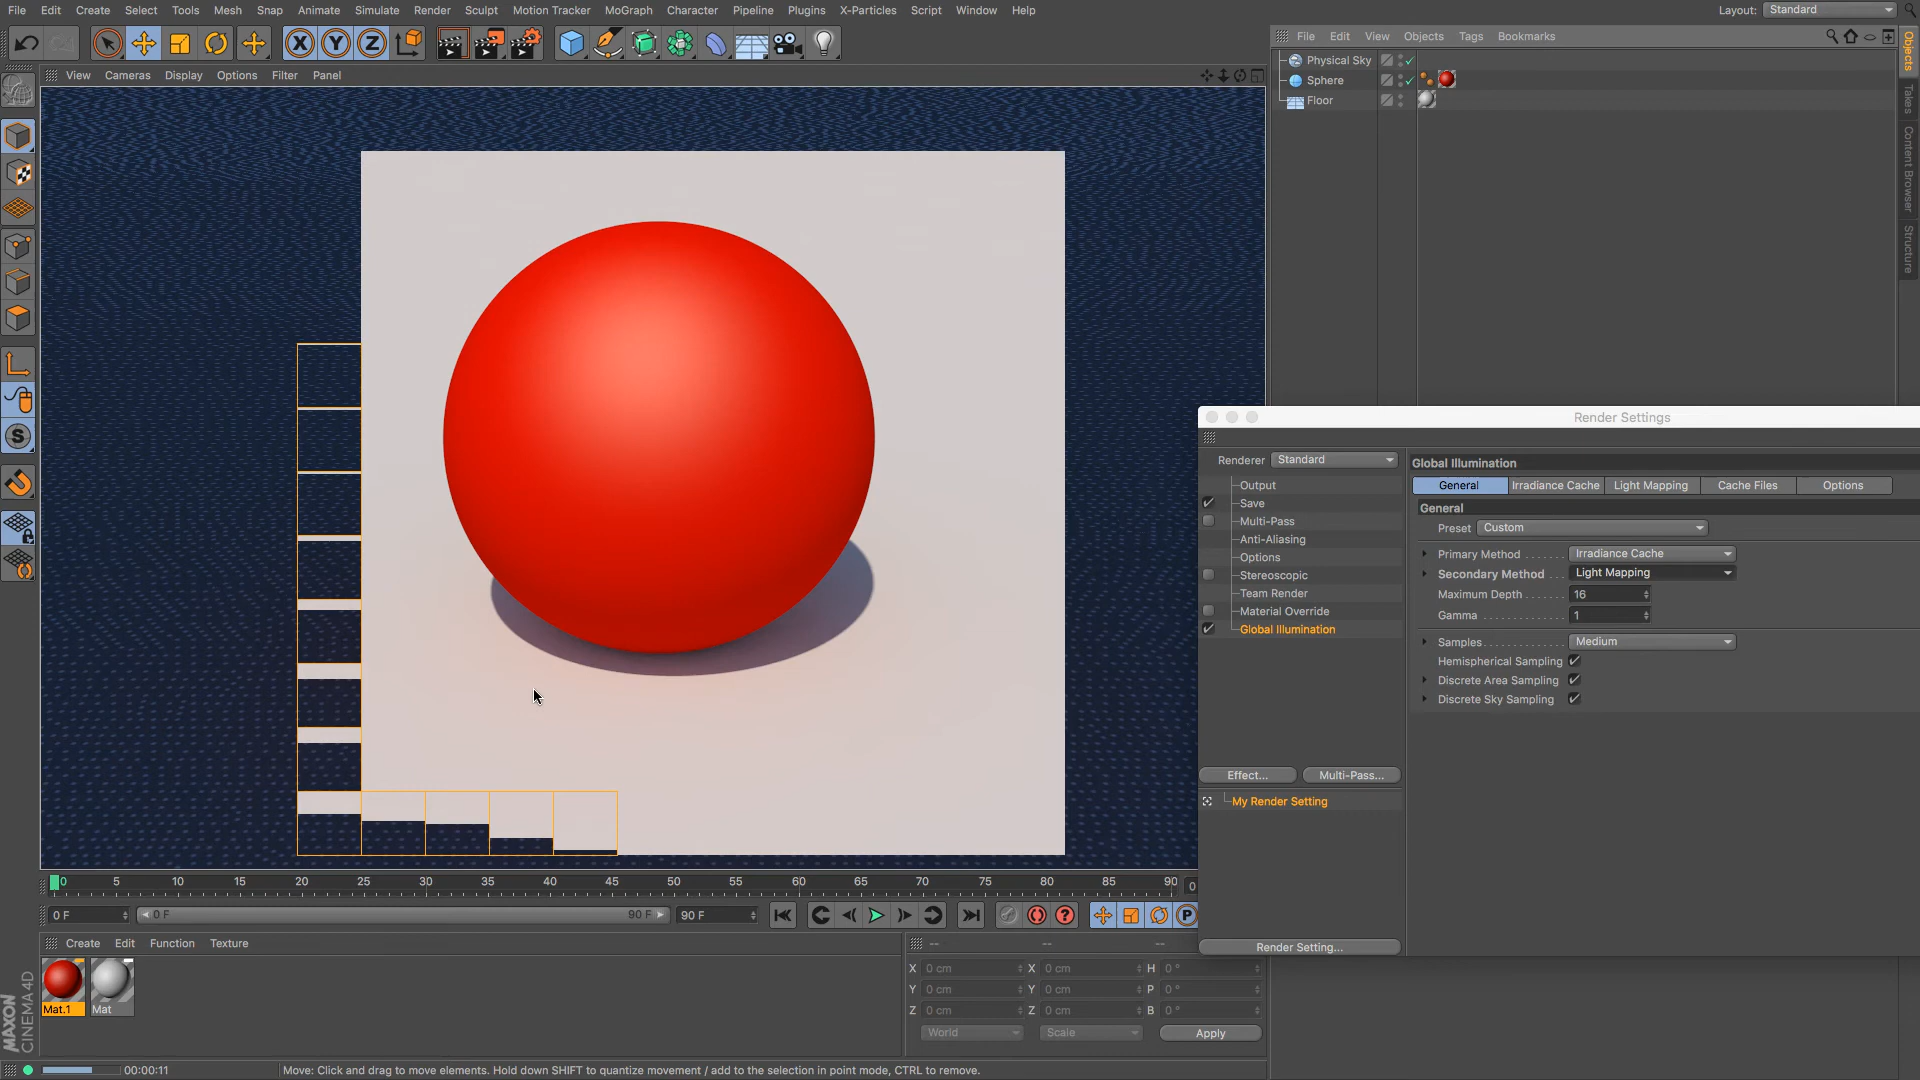 File Edit Create Select Tools Mesh Snap Animate Simulate Render Sculpt Motion Tracker MoGraph Character Pipeline Plugins X-Particles Script Window Help
Layout: Standard
File Edit View Objects Tags Bookmarks
View Cameras Display Options Filter Panel
Physical Sky
Sphere
Floor
Objects
Takes
Content Browser
Structure
Render Settings
Renderer Standard
Output
Save
Multi-Pass
Anti-Aliasing
Options
Stereoscopic
Team Render
Material Override
Global Illumination
Effect... Multi-Pass...
My Render Setting
Render Setting...
Global Illumination
General Irradiance Cache Light Mapping Cache Files Options
General
Preset Custom
Primary Method . . . . . . . Irradiance Cache
Secondary Method . . . Light Mapping
Maximum Depth . . . . . . . 16
Gamma . . . . . . . . . . . . . . 1
Samples. . . . . . . . . . . . . . Medium
Hemispherical Sampling
Discrete Area Sampling
Discrete Sky Sampling
0 5 10 15 20 25 30 35 40 45 50 55 60 65 70 75 80 85 90 0
0 F 0 F 90 F 90 F
Create Edit Function Texture
Mat.1 Mat
-- -- --
X 0 cm X 0 cm H 0 °
Y 0 cm Y 0 cm P 0 °
Z 0 cm Z 0 cm B 0 °
World Scale Apply
MAXON
CINEMA 4D
00:00:11 Move: Click and drag to move elements. Hold down SHIFT to quantize movement / add to the selection in point mode, CTRL to remove.